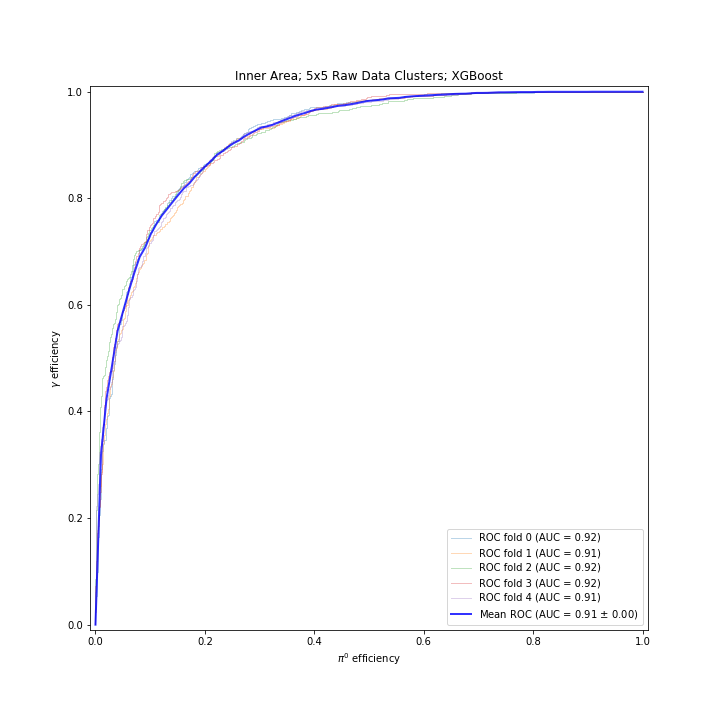 Inner Area; 5x5 Raw Data Clusters; XGBoost
1.0
0.8
0.6
0.4
0.2
0.0
γ efficiency
ROC fold 0 (AUC = 0.92)
ROC fold 1 (AUC = 0.91)
ROC fold 2 (AUC = 0.92)
ROC fold 3 (AUC = 0.92)
ROC fold 4 (AUC = 0.91)
Mean ROC (AUC = 0.91 ± 0.00)
0.0 0.2 0.4 0.6 0.8 1.0
π⁰ efficiency